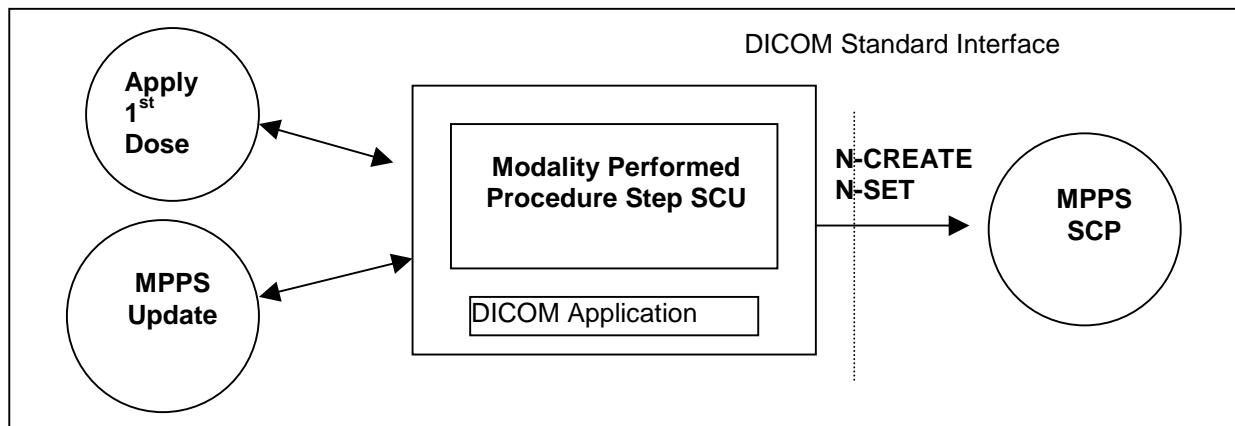 DICOM Standard Interface
Apply
1st
Dose
Modality Performed
Procedure Step SCU
N-CREATE
N-SET
MPPS
SCP
MPPS
Update
DICOM Application